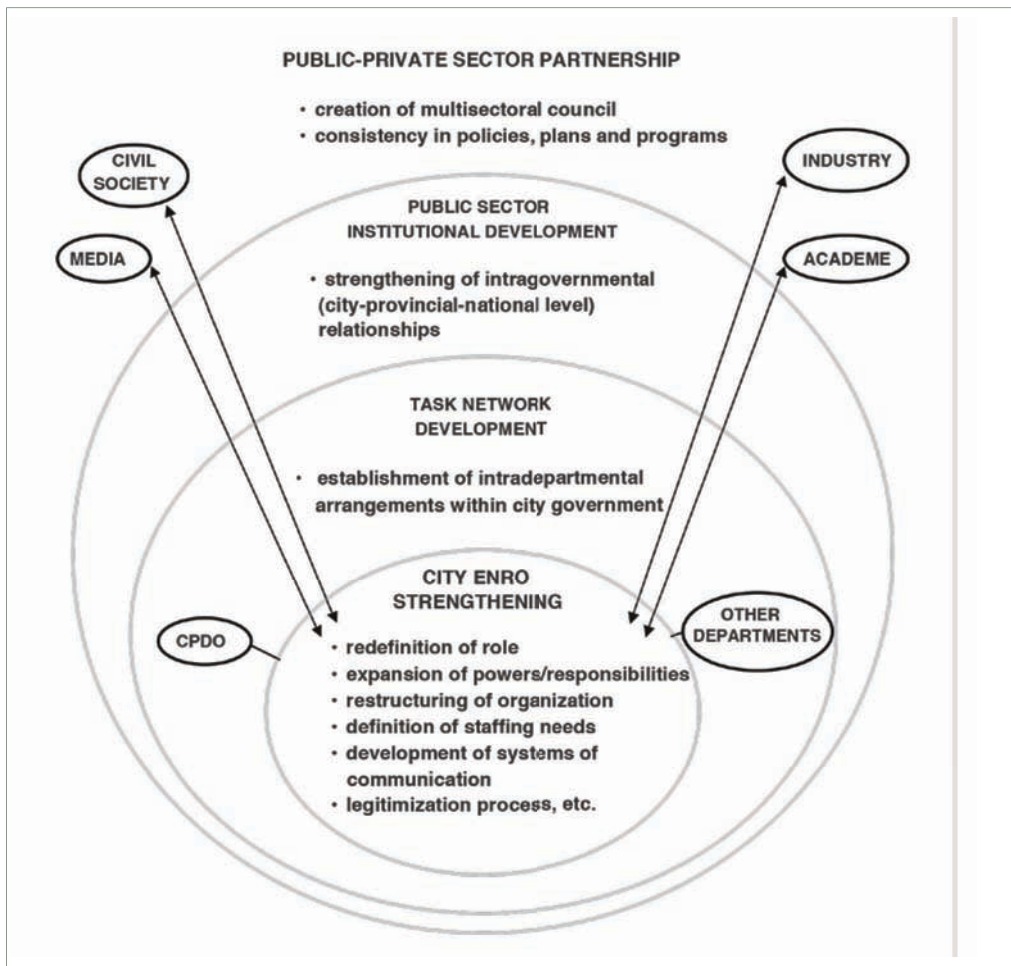 PUBLIC-PRIVATE SECTOR PARTNERSHIP
• creation of multisectoral council
• consistency in policies, plans and programs
CIVIL
SOCIETY
INDUSTRY
PUBLIC SECTOR
INSTITUTIONAL DEVELOPMENT
MEDIA
ACADEME
• strengthening of intragovernmental
(city-provincial-national level)
relationships
TASK NETWORK
DEVELOPMENT
• establishment of intradepartmental
arrangements within city government
CITY ENRO
STRENGTHENING
CPDO
OTHER
DEPARTMENTS
• redefinition of role
• expansion of powers/responsibilities
• restructuring of organization
• definition of staffing needs
• development of systems of
communication
• legitimization process, etc.